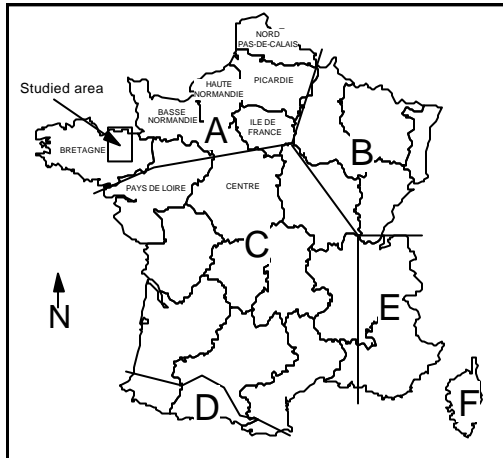 NORD
PAS-DE-CALAIS
HAUTE
NORMANDIE
PICARDIE
Studied area
BASSE
NORMANDIE
A
ILE DE
FRANCE
BRETAGNE
B
PAYS DE LOIRE
CENTRE
C
N
E
D
F